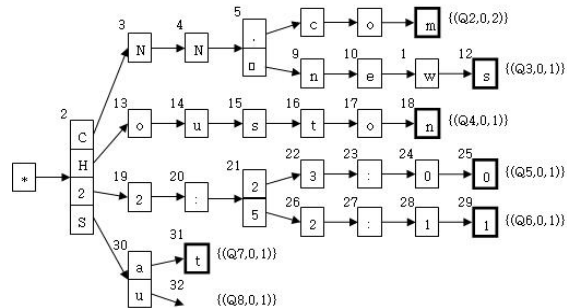 3 4 5 . c o m {(Q2,0,2)}
N N
9 10 1 12
□ n e w s {(Q3,0,1)}
2 13 14 15 16 17 18
C o u s t o n {(Q4,0,1)}
H
* 22 23 24 25
2 19 20 21 2 3 : 0 0 {(Q5,0,1)}
S 2 : 5 26 27 28 29
2 : 1 1 {(Q6,0,1)}
30 31
a t {(Q7,0,1)}
u 32 {(Q8,0,1)}